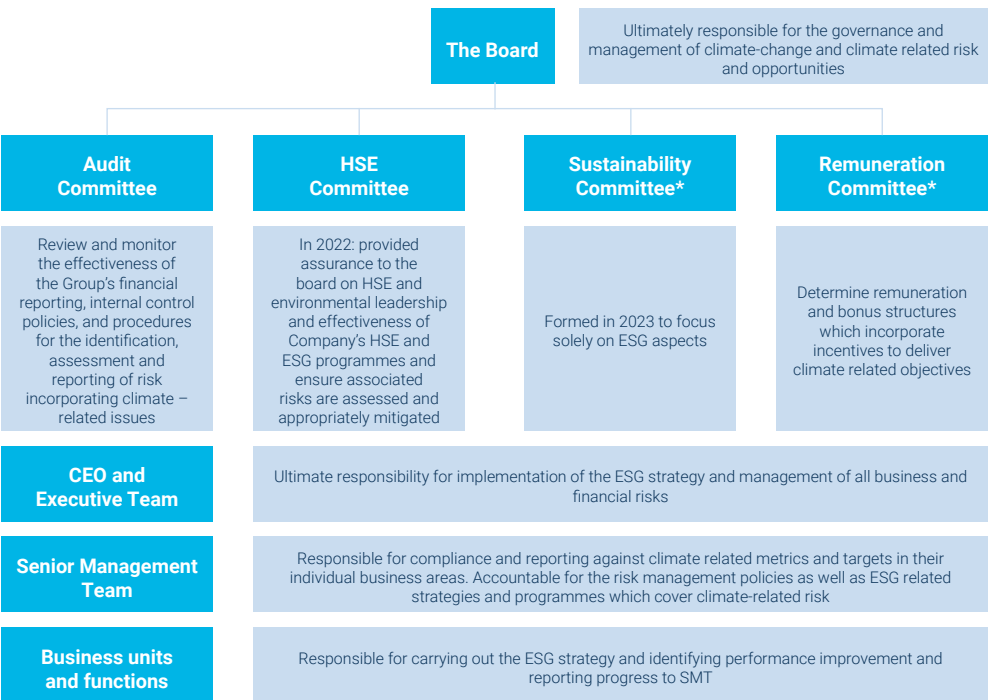 The Board
Ultimately responsible for the governance and
management of climate-change and climate related risk
and opportunities
Audit
Committee
HSE
Committee
Sustainability
Committee*
Remuneration
Committee*
Review and monitor
the effectiveness of
the Group's financial
reporting, internal control
policies, and procedures
for the identification,
assessment and
reporting of risk
incorporating climate –
related issues
In 2022: provided
assurance to the
board on HSE and
environmental leadership
and effectiveness of
Company's HSE and
ESG programmes and
ensure associated
risks are assessed and
appropriately mitigated
Formed in 2023 to focus
solely on ESG aspects
Determine remuneration
and bonus structures
which incorporate
incentives to deliver
climate related objectives
CEO and
Executive Team
Ultimate responsibility for implementation of the ESG strategy and management of all business and
financial risks
Senior Management
Team
Responsible for compliance and reporting against climate related metrics and targets in their
individual business areas. Accountable for the risk management policies as well as ESG related
strategies and programmes which cover climate-related risk
Business units
and functions
Responsible for carrying out the ESG strategy and identifying performance improvement and
reporting progress to SMT